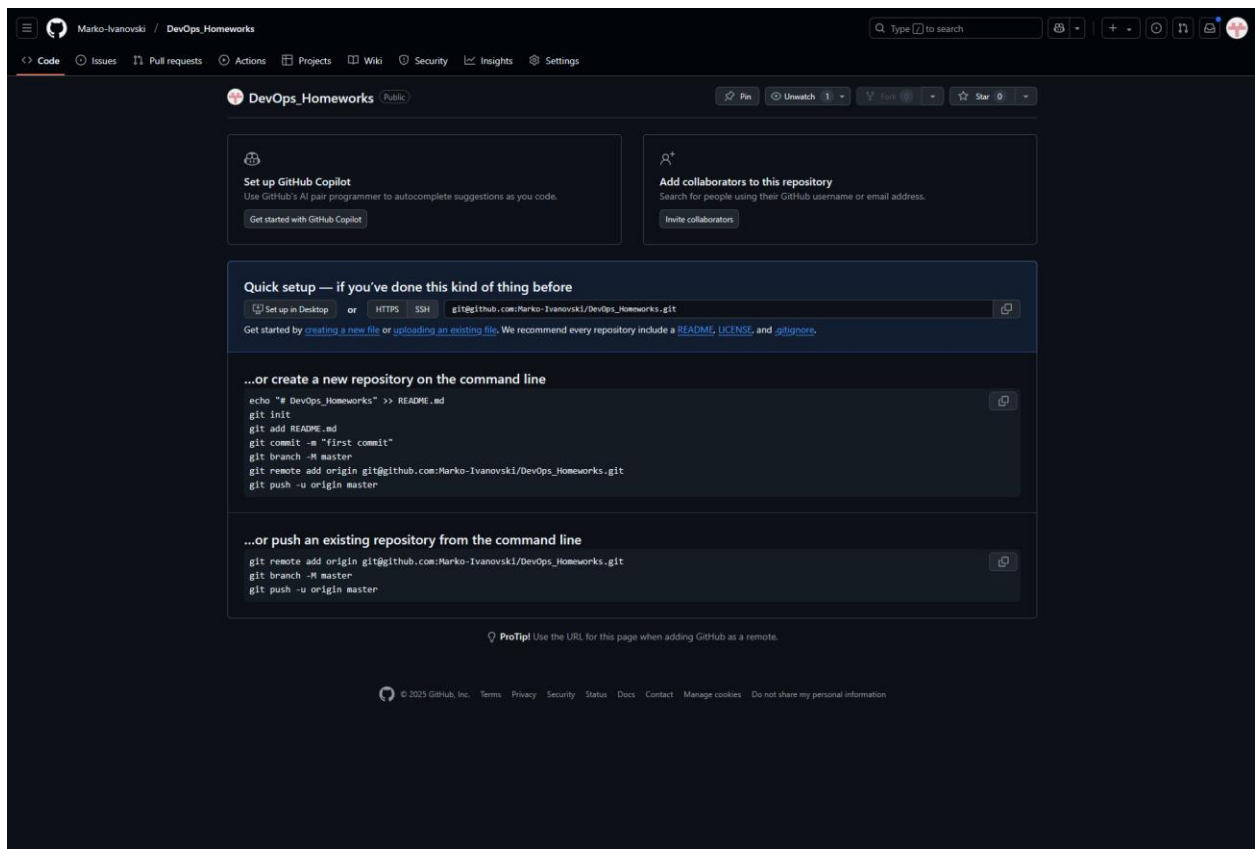 Marko-Ivanovski / DevOps_Homeworks
Type / to search
Code Issues Pull requests Actions Projects Wiki Security Insights Settings
DevOps_Homeworks Public
Pin Unwatch 1 Fork 0 Star 0
Set up GitHub Copilot
Use GitHub's AI pair programmer to autocomplete suggestions as you code.
Get started with GitHub Copilot
Add collaborators to this repository
Search for people using their GitHub username or email address.
Invite collaborators
Quick setup — if you've done this kind of thing before
Set up in Desktop or HTTPS SSH git@github.com:Marko-Ivanovski/DevOps_Homeworks.git
Get started by creating a new file or uploading an existing file. We recommend every repository include a README, LICENSE, and .gitignore.
...or create a new repository on the command line
echo "# DevOps_Homeworks" >> README.md
git init
git add README.md
git commit -m "first commit"
git branch -M master
git remote add origin git@github.com:Marko-Ivanovski/DevOps_Homeworks.git
git push -u origin master
...or push an existing repository from the command line
git remote add origin git@github.com:Marko-Ivanovski/DevOps_Homeworks.git
git branch -M master
git push -u origin master
ProTip! Use the URL for this page when adding GitHub as a remote.
© 2025 GitHub, Inc. Terms Privacy Security Status Docs Contact Manage cookies Do not share my personal information